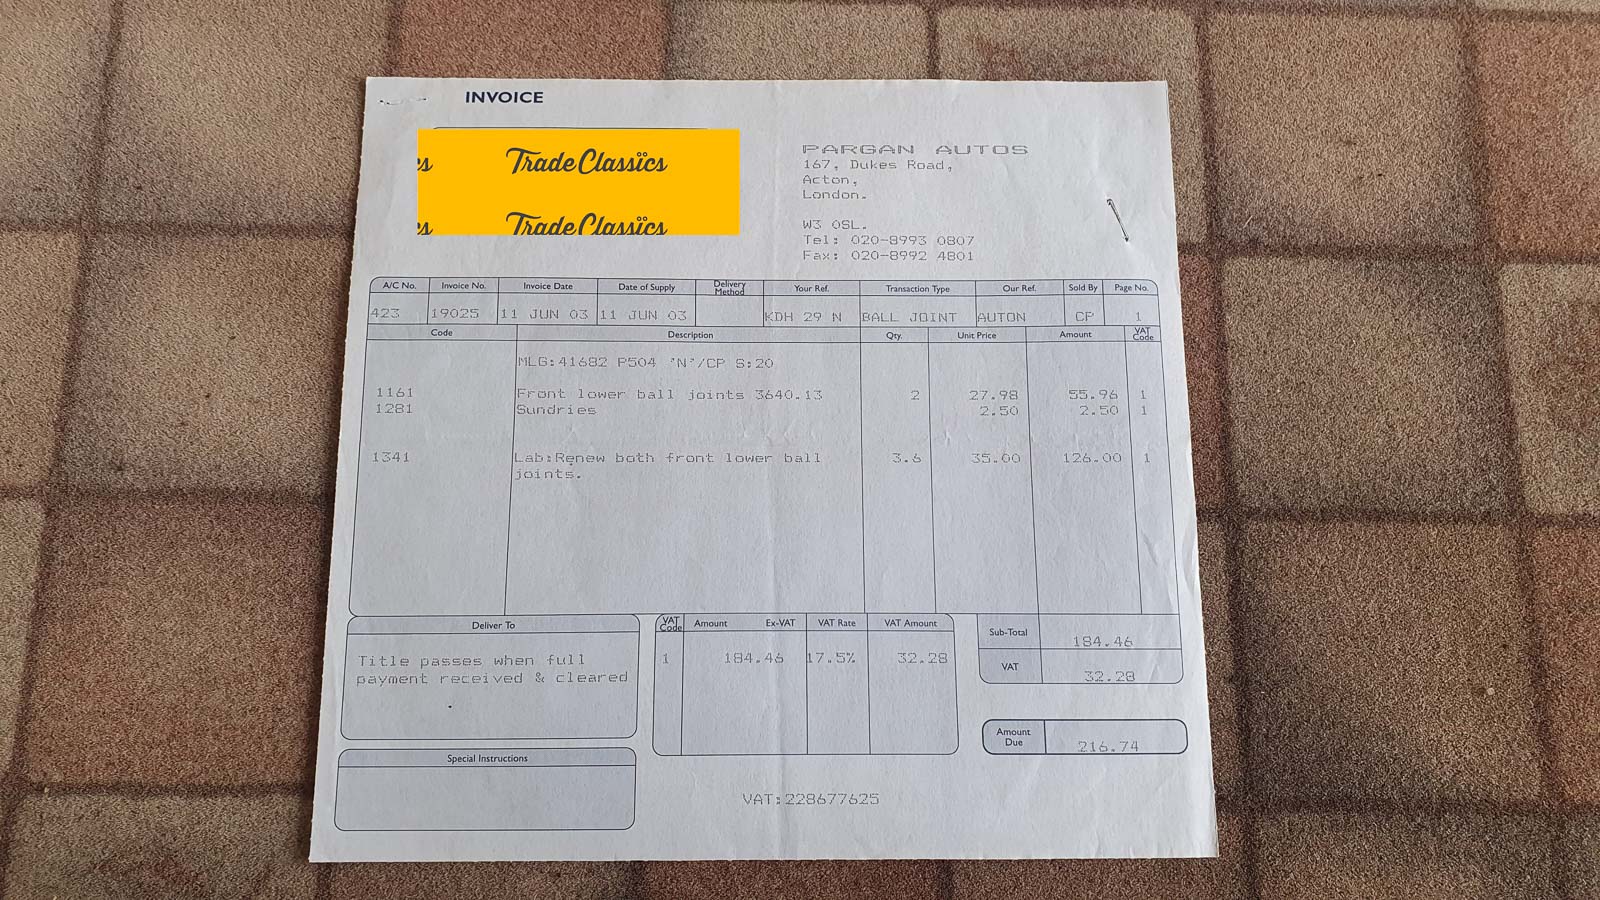 INVOICE
TradeClassics
TradeClassics
PARGAN AUTOS
167, Dukes Road,
Acton,
London.
W3 0SL.
Tel: 020-8993 0807
Fax: 020-8992 4801
A/C No. Invoice No. Invoice Date Date of Supply Delivery Method Your Ref. Transaction Type Our Ref. Sold By Page No.
423 19025 11 JUN 03 11 JUN 03 KDH 29 N BALL JOINT AUTON CP 1
Code Description Qty. Unit Price Amount VAT Code
MLG:41682 P504 "N"/CP S:20
1161 Front lower ball joints 3640.13 2 27.98 55.96 1
1281 Sundries 2.50 2.50 1
1341 Lab:Renew both front lower ball 3.6 35.00 126.00 1
joints.
Deliver To
Title passes when full
payment received & cleared
Special Instructions
VAT Code Amount Ex-VAT VAT Rate VAT Amount
1 184.46 17.5% 32.28
Sub-Total 184.46
VAT 32.28
Amount Due 216.74
VAT:228677625